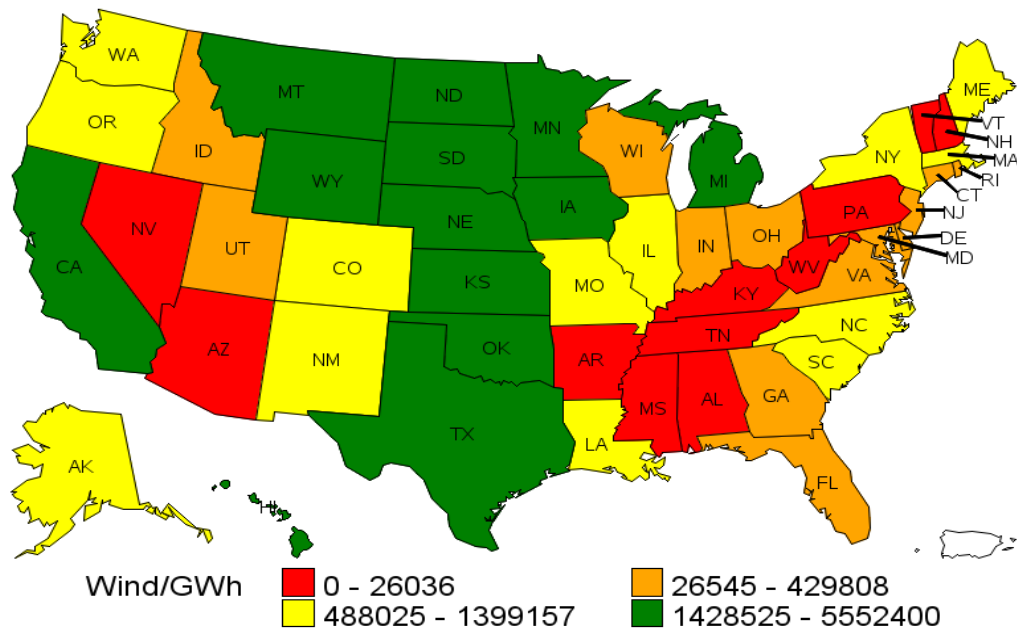 WA
ME
MT
ND
VT
OR
MN
NH
ID
WI
NY
MA
SD
WY
MI
RI
CT
NE
IA
PA
NJ
NV
UT
OH
DE
IN
IL
MD
CA
CO
KS
MO
WV
VA
KY
NC
TN
AZ
NM
OK
AR
SC
GA
MS
AL
TX
LA
AK
FL
HI
Wind/GWh
0 - 26036
26545 - 429808
488025 - 1399157
1428525 - 5552400